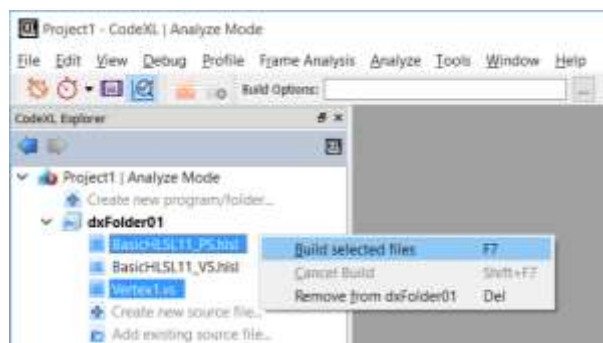 Project1 - CodeXL | Analyze Mode
File Edit View Debug Profile Frame Analysis Analyze Tools Window Help
Build Options:
CodeXL Explorer
Project1 | Analyze Mode
Create new program/folder...
dxFolder01
BasicHLSL11_PS.hlsl
Build selected files F7
BasicHLSL11_VS.hlsl
Cancel Build Shift+F7
Vertex1.vs
Remove from dxFolder01 Del
Create new source file...
Add existing source file...